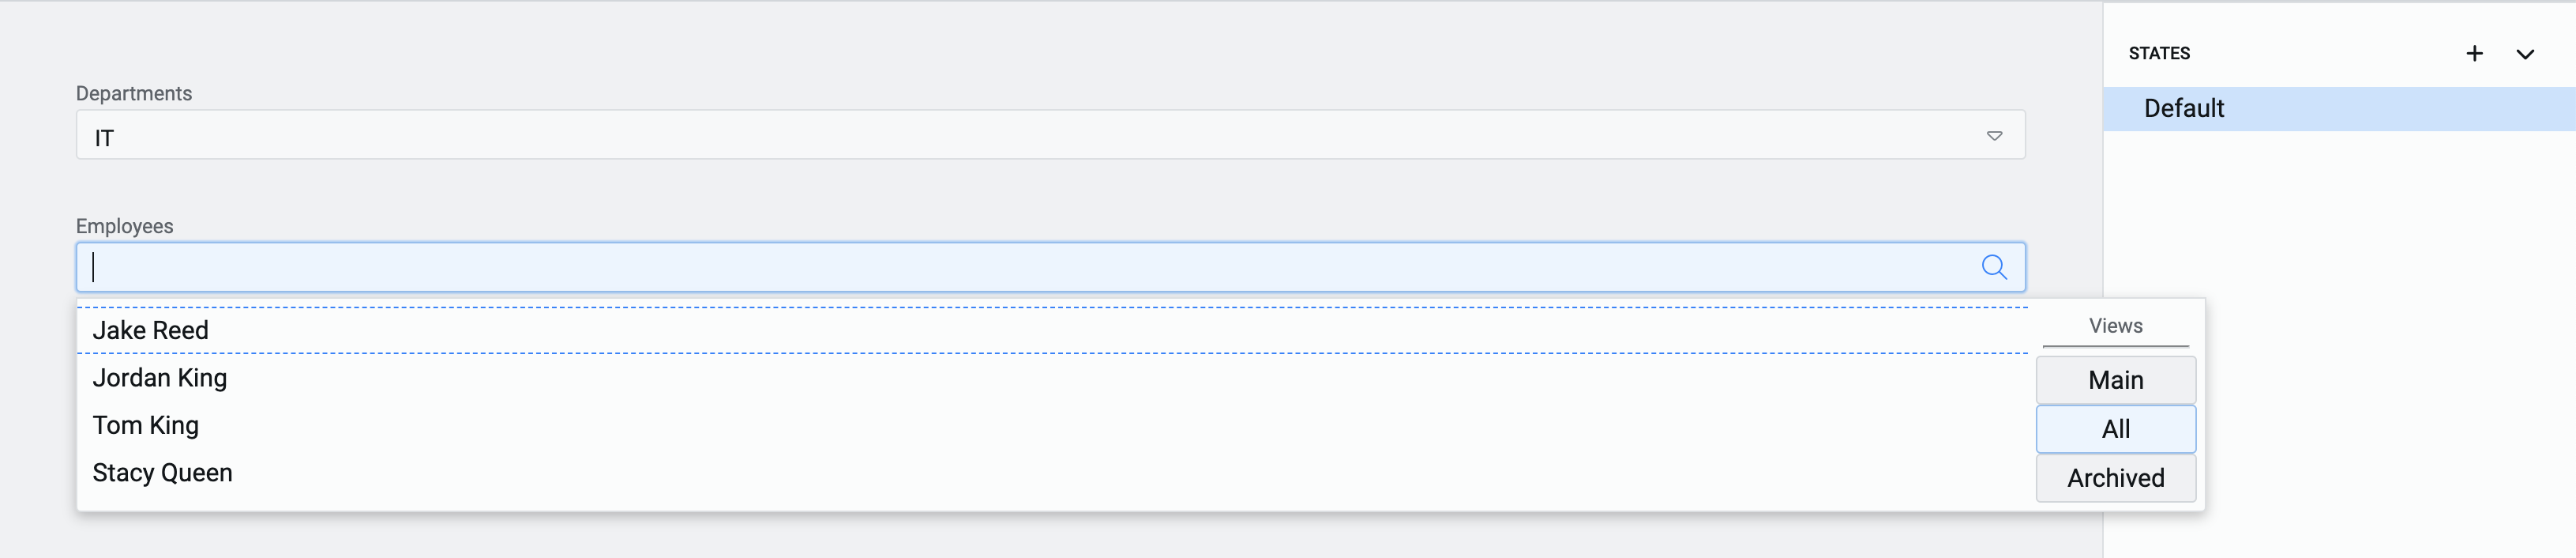 Departments
IT
Employees
Jake Reed
Jordan King
Tom King
Stacy Queen
Views
Main
All
Archived
STATES
Default